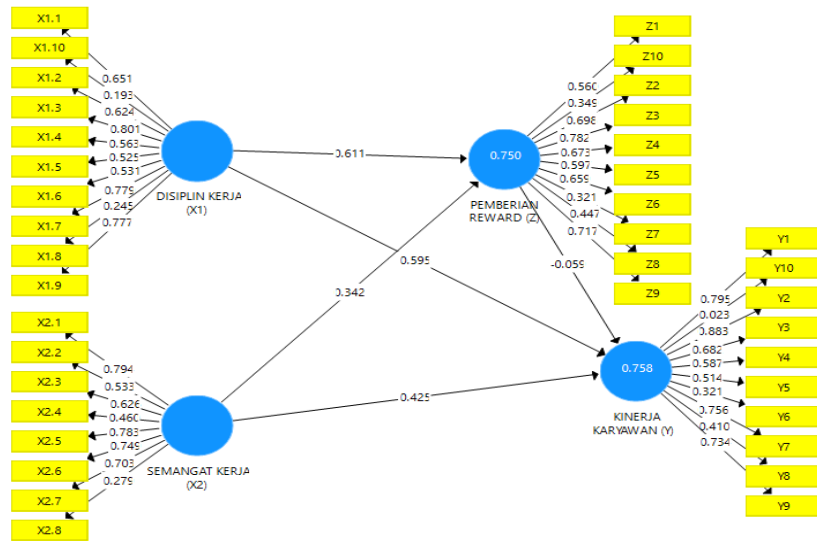 X1.1
X1.10
X1.2
X1.3
X1.4
X1.5
X1.6
X1.7
X1.8
X1.9
0.651
0.193
0.624
0.801
0.563
0.525
0.531
0.779
0.245
0.777
DISIPLIN KERJA
(X1)
X2.1
X2.2
X2.3
X2.4
X2.5
X2.6
X2.7
X2.8
0.794
0.533
0.626
0.460
0.783
0.749
0.703
0.279
SEMANGAT KERJA
(X2)
0.611
0.595
0.342
0.425
-0.059
0.750
PEMBERIAN
REWARD (Z)
0.560
0.349
0.698
0.782
0.673
0.597
0.659
0.321
0.447
0.717
Z1
Z10
Z2
Z3
Z4
Z5
Z6
Z7
Z8
Z9
0.758
KINERJA
KARYAWAN (Y)
0.795
0.023
0.883
0.682
0.587
0.514
0.321
0.756
0.410
0.734
Y1
Y10
Y2
Y3
Y4
Y5
Y6
Y7
Y8
Y9